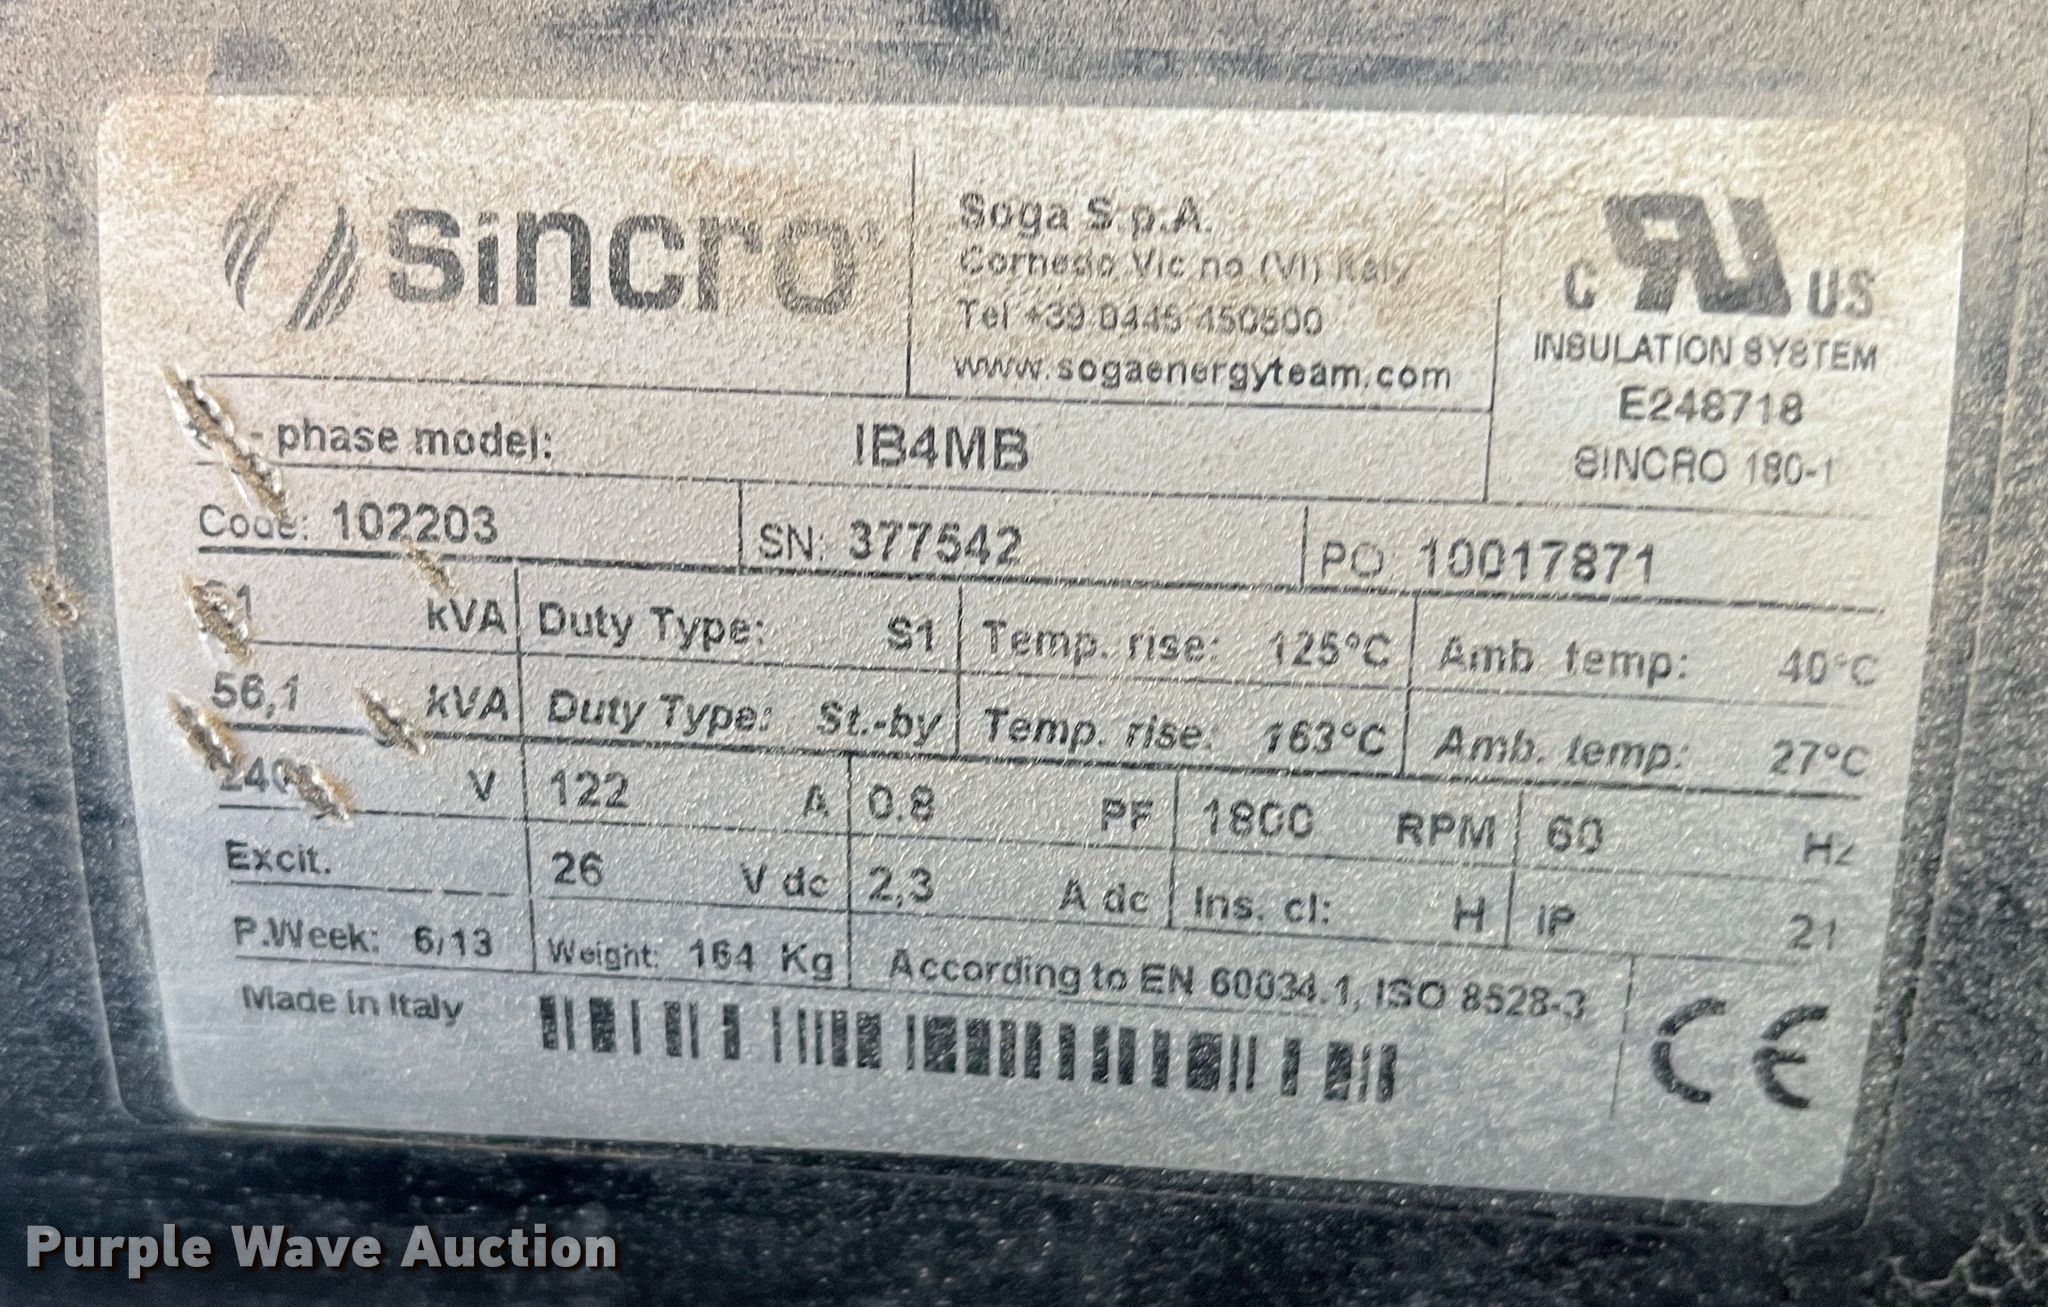 sincro
Soga S.p.A.
Cornedo Vic.no (VI) Italy
Tel +39 0445 450500
www.sogaenergyteam.com
C RU US
INSULATION SYSTEM
E248718
SINCRO 180-1
- phase model: IB4MB
Code: 102203 SN: 377542 PO 10017871
kVA Duty Type: S1 Temp. rise: 125°C Amb temp: 40°C
56,1 kVA Duty Type: St.-by Temp. rise: 163°C Amb. temp: 27°C
240 V 122 A 0.8 PF 1800 RPM 60 Hz
Excit. 26 V dc 2,3 A dc Ins. cl: H IP 21
P.Week: 6/13 Weight: 164 Kg According to EN 60034.1, ISO 8528-3
Made in Italy
CE
Purple Wave Auction